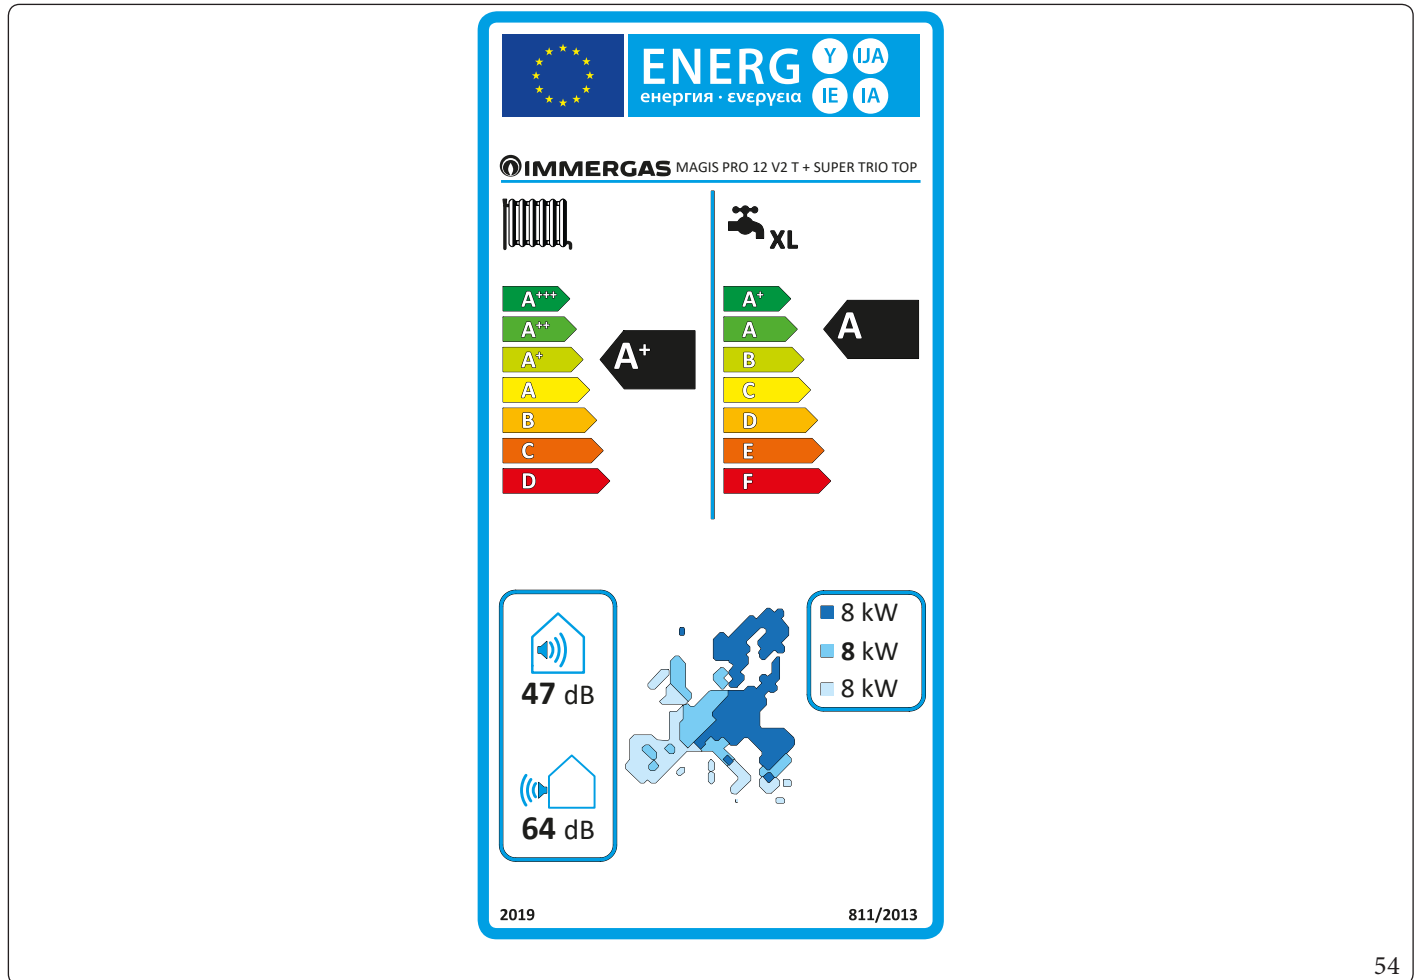 ENERG Y IJA
енергия · ενεργεια IE IA
IMMERGAS MAGIS PRO 12 V2 T + SUPER TRIO TOP
XL
A+++
A++
A+
A
B
C
D
A+
A+
A
B
C
D
E
F
A
47 dB
64 dB
8 kW
8 kW
8 kW
2019
811/2013
54